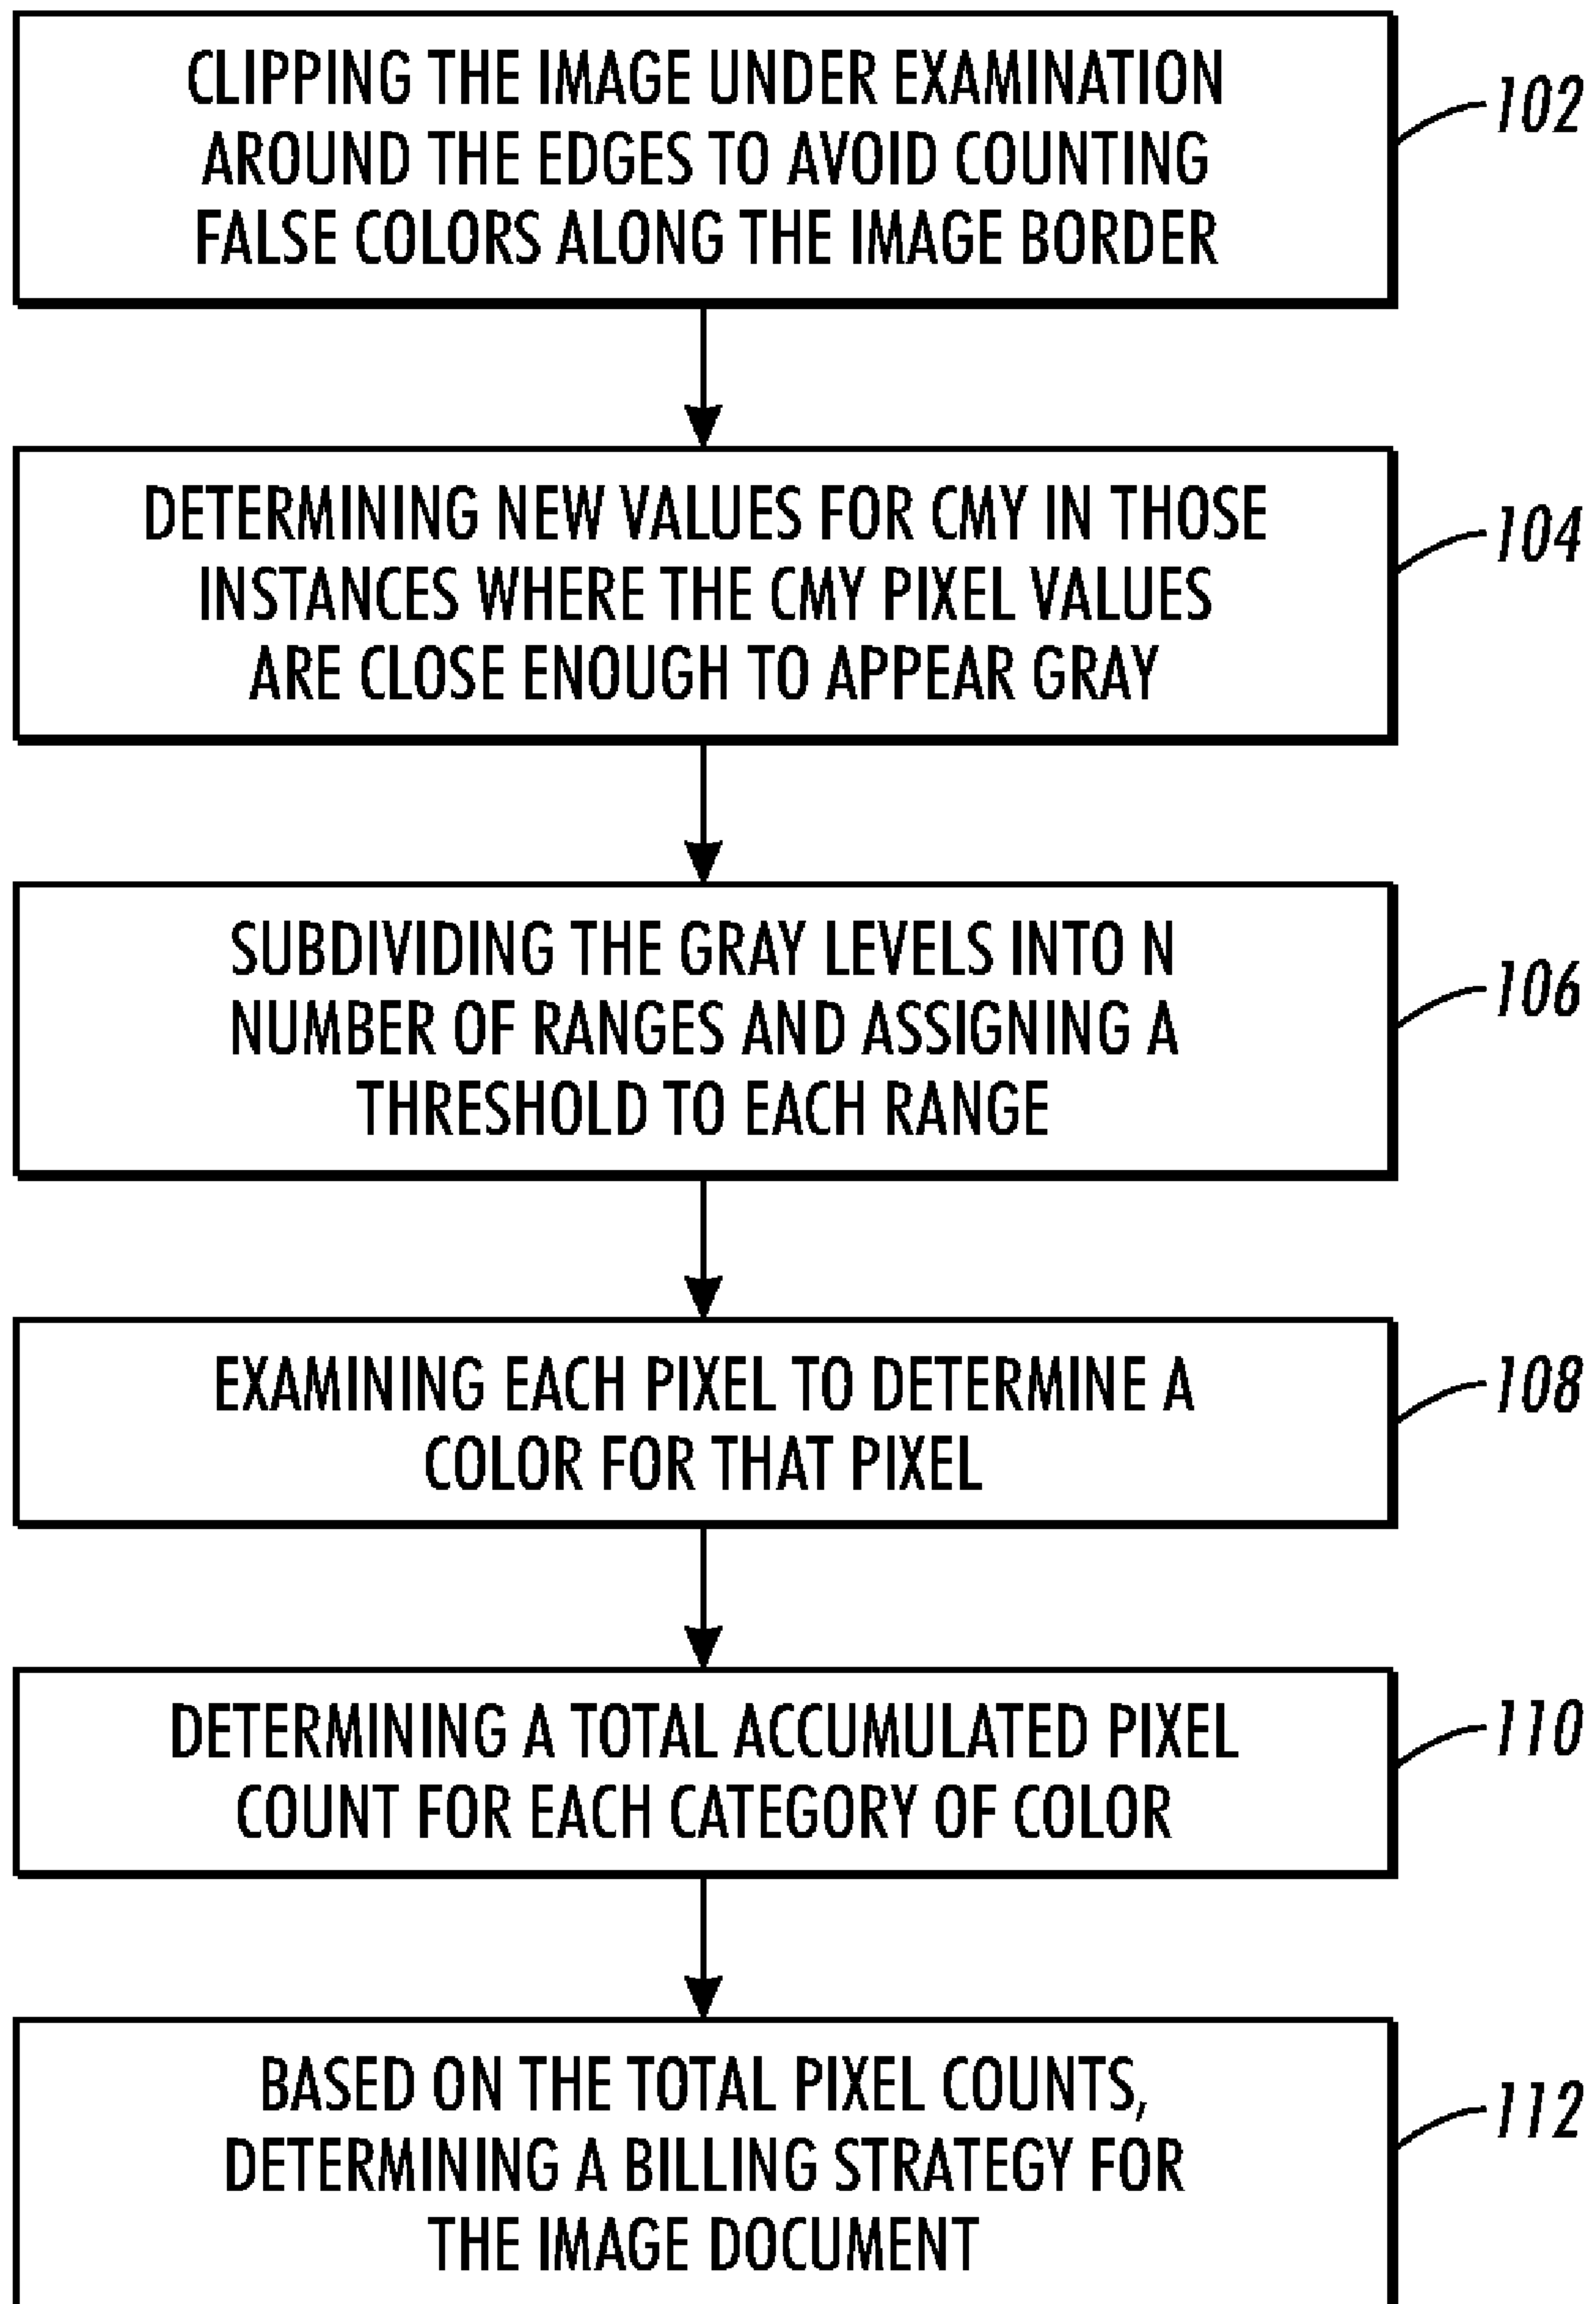 CLIPPING THE IMAGE UNDER EXAMINATION
AROUND THE EDGES TO AVOID COUNTING
FALSE COLORS ALONG THE IMAGE BORDER
102
DETERMINING NEW VALUES FOR CMY IN THOSE
INSTANCES WHERE THE CMY PIXEL VALUES
ARE CLOSE ENOUGH TO APPEAR GRAY
104
SUBDIVIDING THE GRAY LEVELS INTO N
NUMBER OF RANGES AND ASSIGNING A
THRESHOLD TO EACH RANGE
106
EXAMINING EACH PIXEL TO DETERMINE A
COLOR FOR THAT PIXEL
108
DETERMINING A TOTAL ACCUMULATED PIXEL
COUNT FOR EACH CATEGORY OF COLOR
110
BASED ON THE TOTAL PIXEL COUNTS,
DETERMINING A BILLING STRATEGY FOR
THE IMAGE DOCUMENT
112